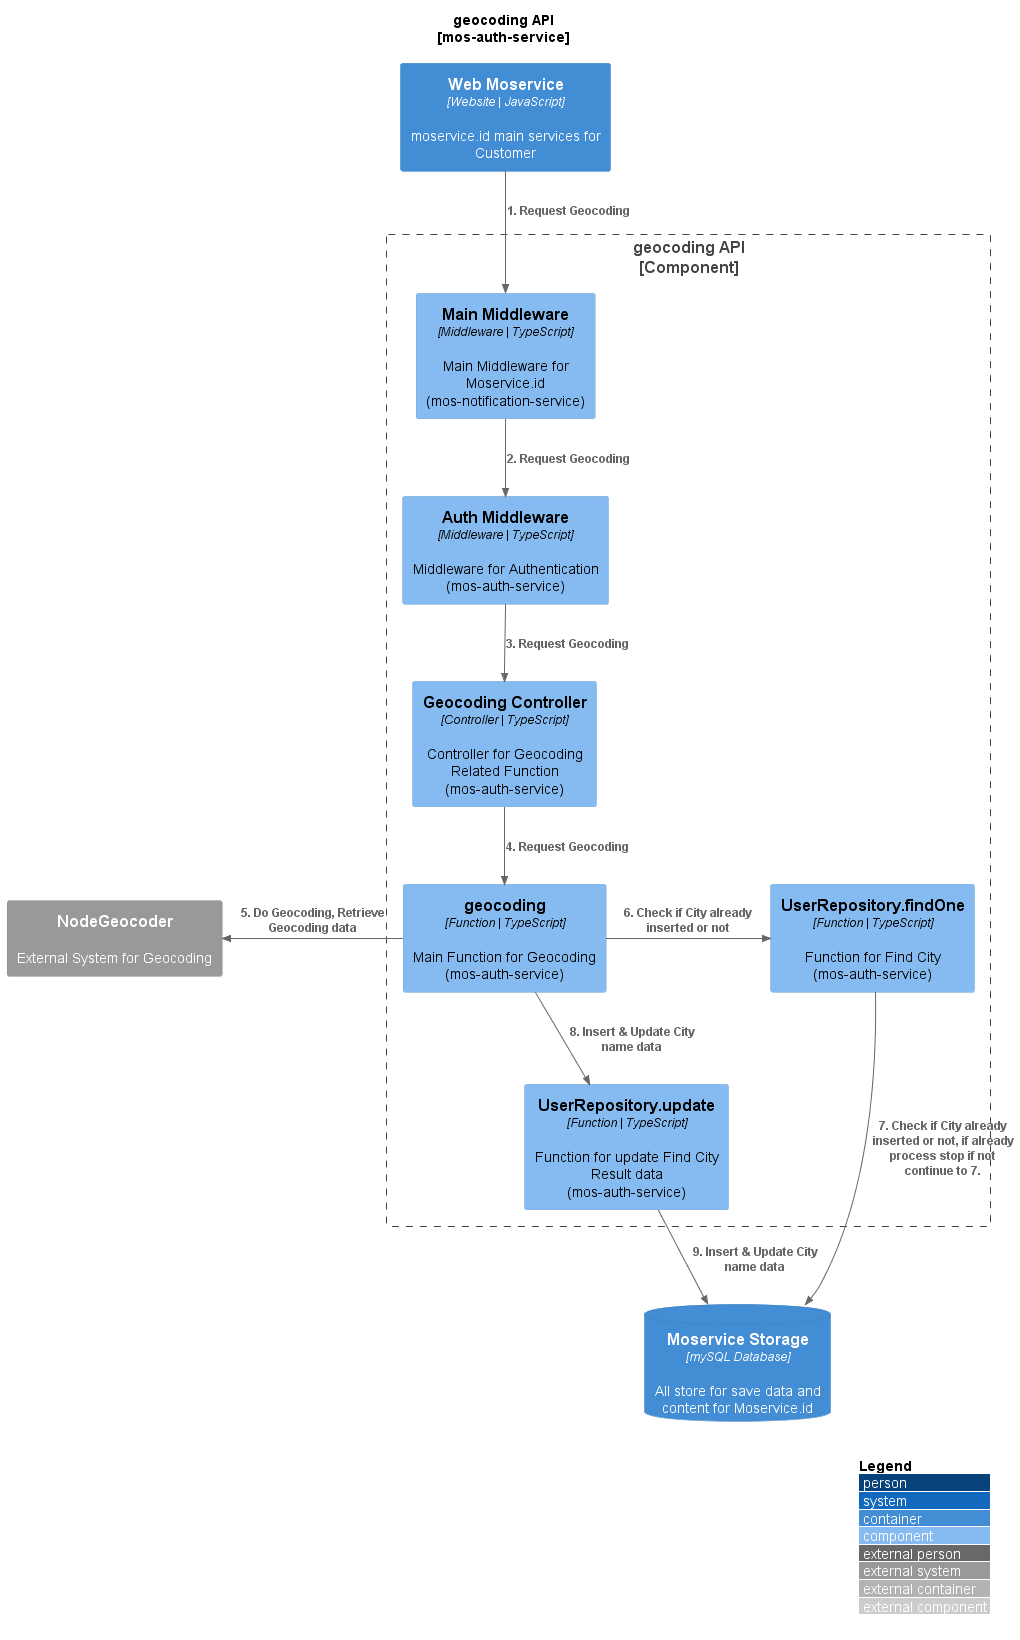 geocoding API
[mos-auth-service]
Web Moservice
[Website | JavaScript]
moservice.id main services for
Customer
1. Request Geocoding
geocoding API
[Component]
Main Middleware
[Middleware | TypeScript]
Main Middleware for
Moservice.id
(mos-notification-service)
2. Request Geocoding
Auth Middleware
[Middleware | TypeScript]
Middleware for Authentication
(mos-auth-service)
3. Request Geocoding
Geocoding Controller
[Controller | TypeScript]
Controller for Geocoding
Related Function
(mos-auth-service)
4. Request Geocoding
NodeGeocoder
External System for Geocoding
5. Do Geocoding, Retrieve
Geocoding data
geocoding
[Function | TypeScript]
Main Function for Geocoding
(mos-auth-service)
6. Check if City already
inserted or not
UserRepository.findOne
[Function | TypeScript]
Function for Find City
(mos-auth-service)
8. Insert & Update City
name data
UserRepository.update
[Function | TypeScript]
Function for update Find City
Result data
(mos-auth-service)
7. Check if City already
inserted or not, if already
process stop if not
continue to 7.
9. Insert & Update City
name data
Moservice Storage
[mySQL Database]
All store for save data and
content for Moservice.id
Legend
person
system
container
component
external person
external system
external container
external component